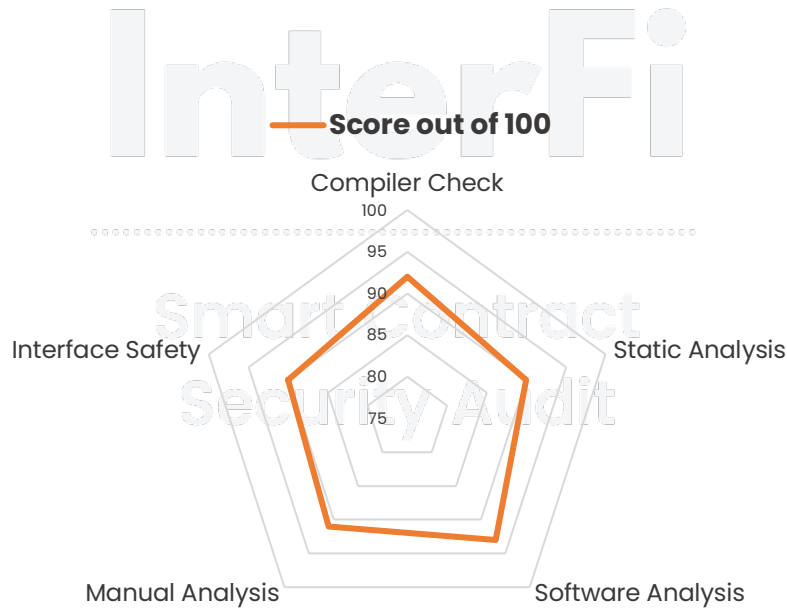 InterFi
Score out of 100
Compiler Check
100
95
90
85
80
75
Smart Contract
Interface Safety
Static Analysis
Security Audit
Manual Analysis
Software Analysis